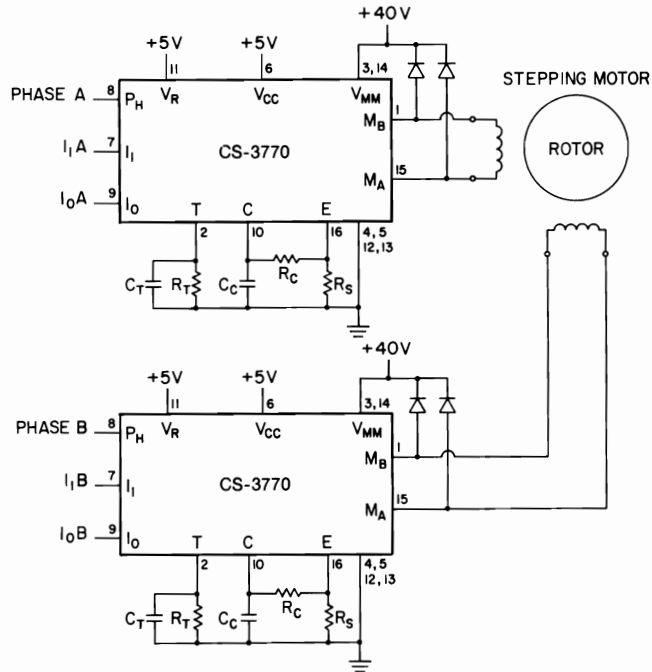 +40V
+5V
+5V
11
6
3, 14
PHASE A
8
PH
VR
VCC
VMM
STEPPING MOTOR
1
MB
I1A
7
I1
CS-3770
ROTOR
15
MA
I0A
9
I0
T
C
E
2
10
16
4, 5
12, 13
RC
CT
RT
CC
RS
+40V
+5V
+5V
11
6
3, 14
PHASE B
8
PH
VR
VCC
VMM
1
MB
I1B
7
I1
CS-3770
15
MA
I0B
9
I0
T
C
E
2
10
16
4, 5
12, 13
RC
CT
RT
CC
RS